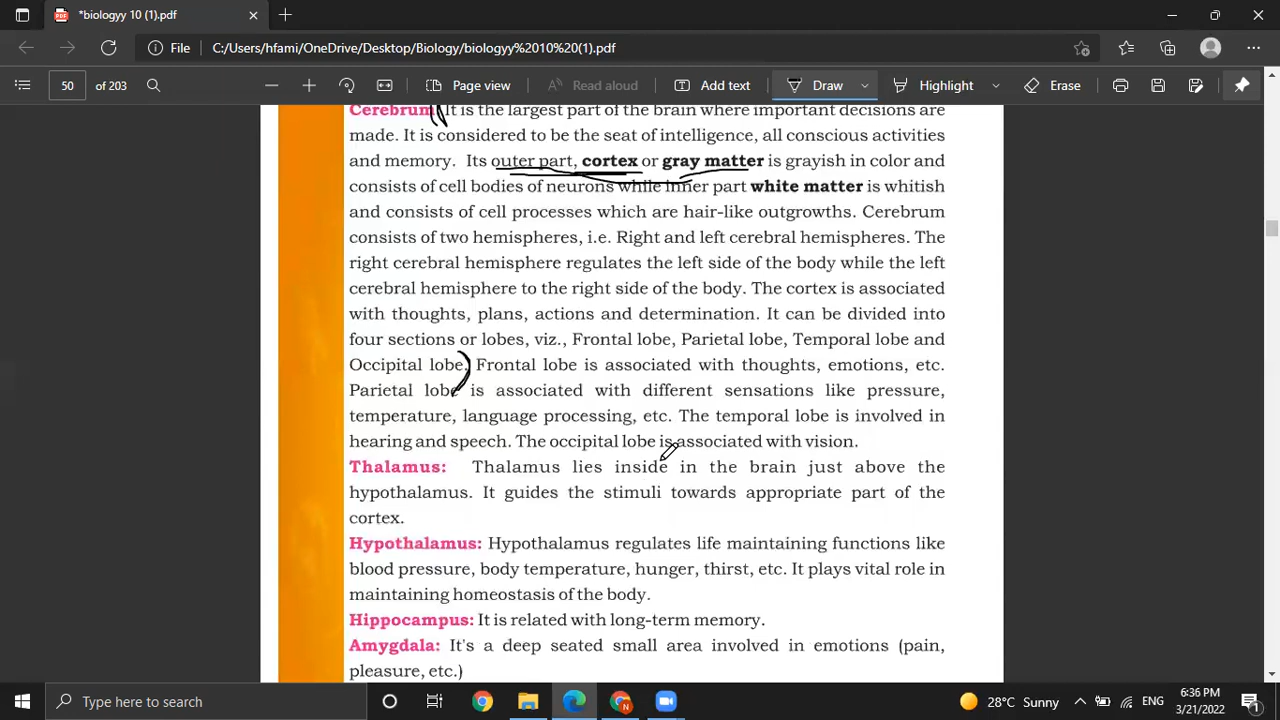 *biologyy 10 (1).pdf
File
C:/Users/hfami/OneDrive/Desktop/Biology/biologyy%2010%20(1).pdf
50 of 203
Page view
Read aloud
Add text
Draw
Highlight
Erase
Cerebrum: It is the largest part of the brain where important decisions are
made. It is considered to be the seat of intelligence, all conscious activities
and memory. Its outer part, cortex or gray matter is grayish in color and
consists of cell bodies of neurons while inner part white matter is whitish
and consists of cell processes which are hair-like outgrowths. Cerebrum
consists of two hemispheres, i.e. Right and left cerebral hemispheres. The
right cerebral hemisphere regulates the left side of the body while the left
cerebral hemisphere to the right side of the body. The cortex is associated
with thoughts, plans, actions and determination. It can be divided into
four sections or lobes, viz., Frontal lobe, Parietal lobe, Temporal lobe and
Occipital lobe. Frontal lobe is associated with thoughts, emotions, etc.
Parietal lobe is associated with different sensations like pressure,
temperature, language processing, etc. The temporal lobe is involved in
hearing and speech. The occipital lobe is associated with vision.
Thalamus: Thalamus lies inside in the brain just above the
hypothalamus. It guides the stimuli towards appropriate part of the
cortex.
Hypothalamus: Hypothalamus regulates life maintaining functions like
blood pressure, body temperature, hunger, thirst, etc. It plays vital role in
maintaining homeostasis of the body.
Hippocampus: It is related with long-term memory.
Amygdala: It's a deep seated small area involved in emotions (pain,
pleasure, etc.)
Type here to search
28°C Sunny
ENG
6:36 PM
3/21/2022